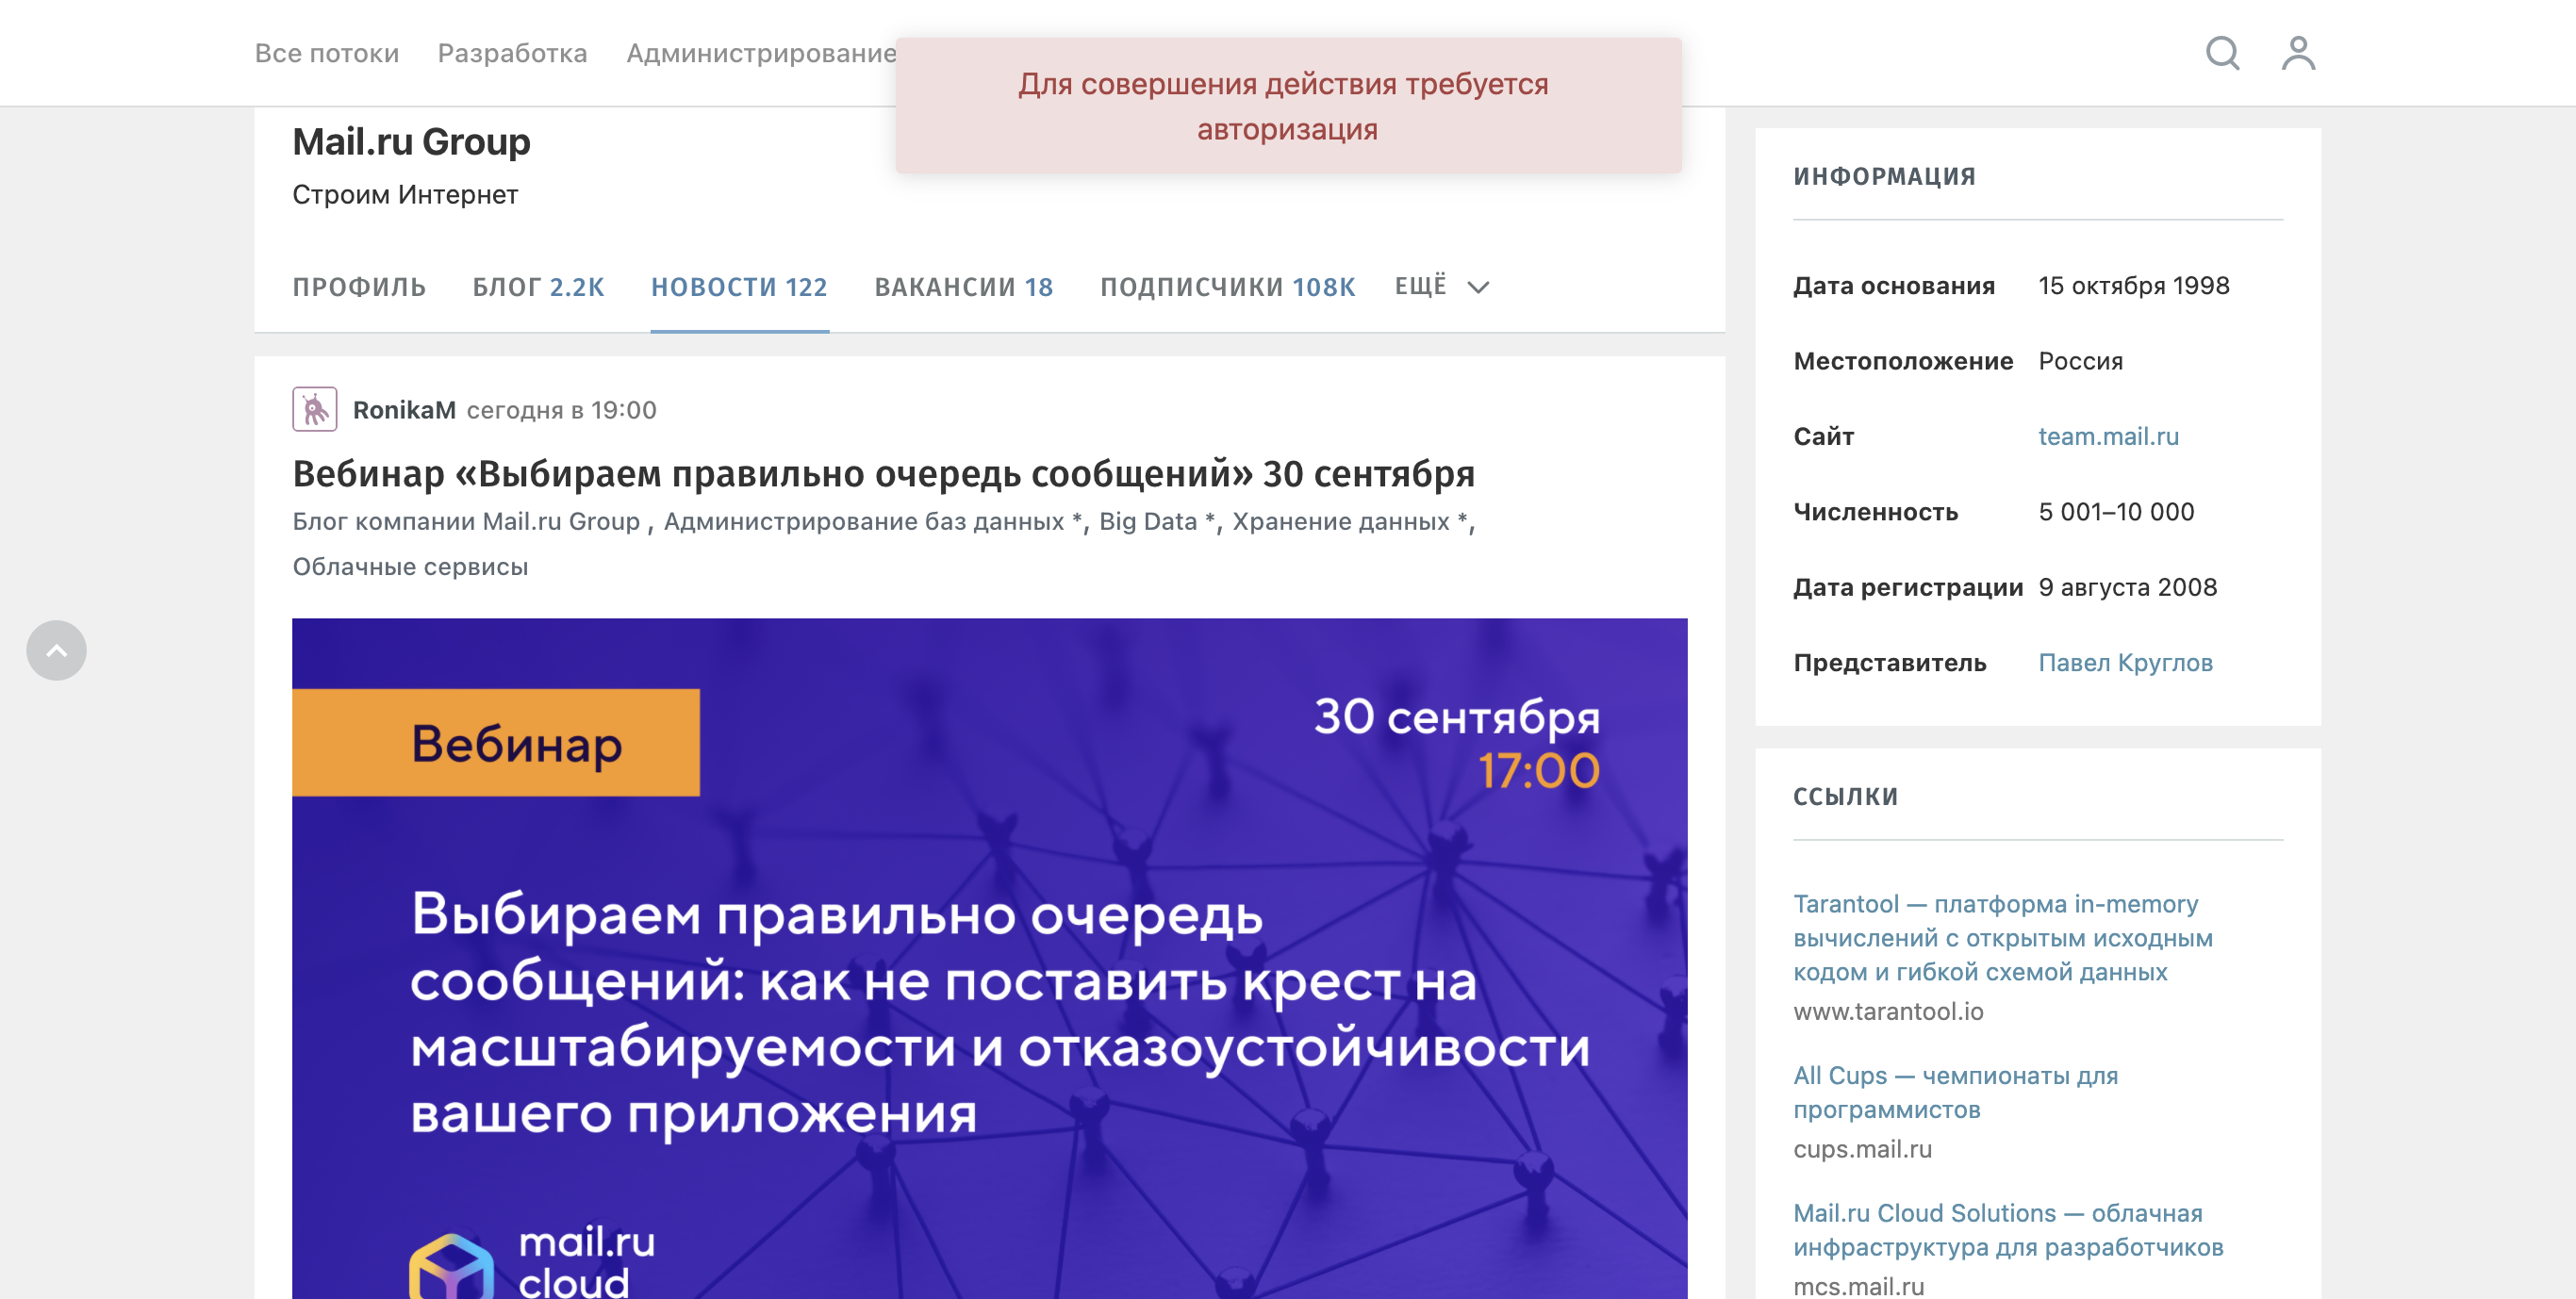 Все потоки Разработка Администрирование
Для совершения действия требуется
авторизация
Mail.ru Group
Строим Интернет
ПРОФИЛЬ БЛОГ 2.2K НОВОСТИ 122 ВАКАНСИИ 18 ПОДПИСЧИКИ 108K ЕЩЁ
RonikaM сегодня в 19:00
Вебинар «Выбираем правильно очередь сообщений» 30 сентября
Блог компании Mail.ru Group , Администрирование баз данных *, Big Data *, Хранение данных *,
Облачные сервисы
Вебинар
30 сентября
17:00
Выбираем правильно очередь
сообщений: как не поставить крест на
масштабируемости и отказоустойчивости
вашего приложения
mail.ru
cloud
ИНФОРМАЦИЯ
Дата основания 15 октября 1998
Местоположение Россия
Сайт team.mail.ru
Численность 5 001–10 000
Дата регистрации 9 августа 2008
Представитель Павел Круглов
ССЫЛКИ
Tarantool — платформа in-memory
вычислений с открытым исходным
кодом и гибкой схемой данных
www.tarantool.io
All Cups — чемпионаты для
программистов
cups.mail.ru
Mail.ru Cloud Solutions — облачная
инфраструктура для разработчиков
mcs.mail.ru